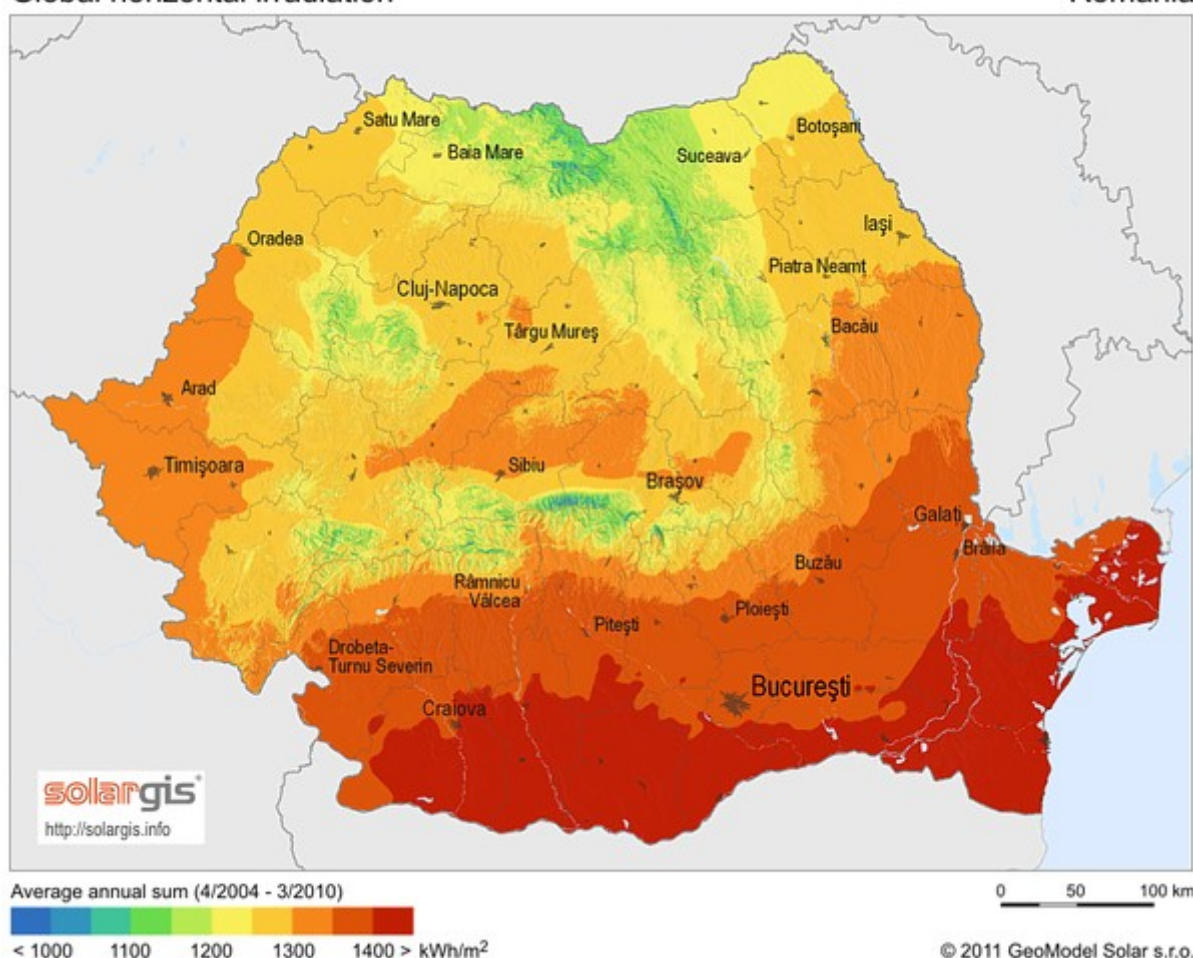 Global horizontal irradiation
Romania
Satu Mare
Baia Mare
Suceava
Botoşani
Iaşi
Oradea
Cluj-Napoca
Piatra Neamt
Târgu Mureş
Bacău
Arad
Timişoara
Sibiu
Braşov
Galati
Brăila
Buzău
Râmnicu
Vâlcea
Piteşti
Ploieşti
Drobeta-
Turnu Severin
Bucureşti
Craiova
solargis
http://solargis.info
Average annual sum (4/2004 - 3/2010)
0 50 100 km
< 1000 1100 1200 1300 1400 > kWh/m²
© 2011 GeoModel Solar s.r.o.